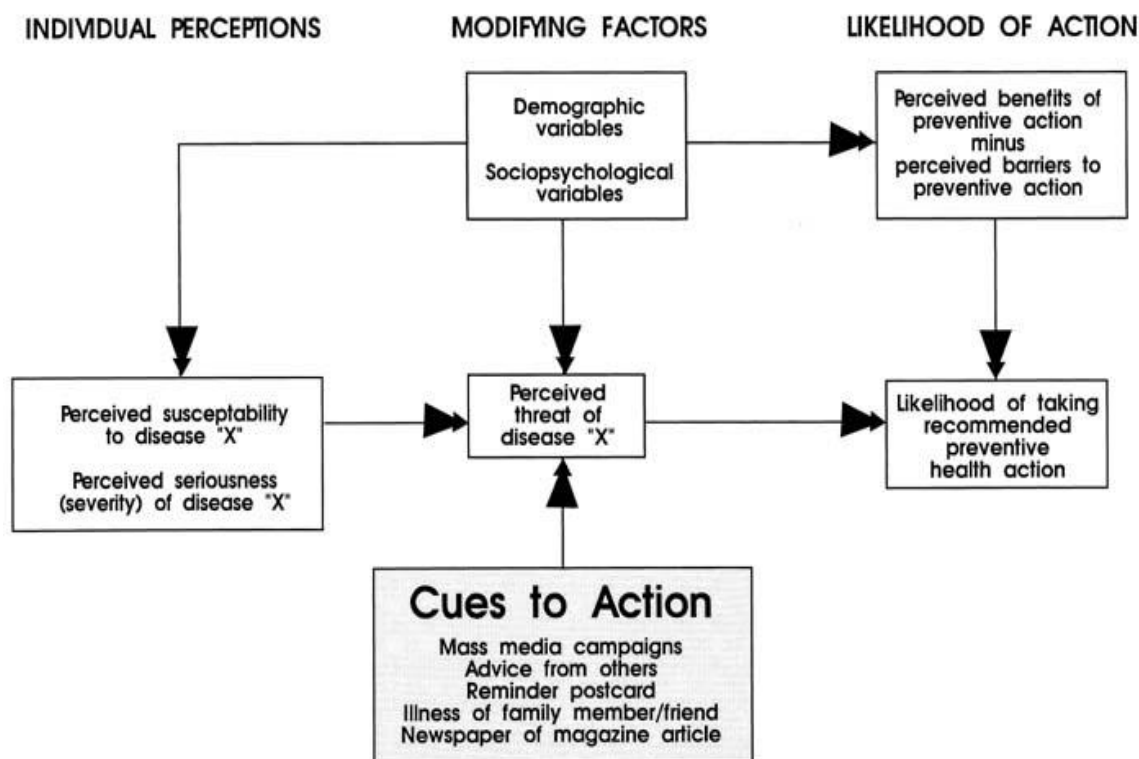 INDIVIDUAL PERCEPTIONS
MODIFYING FACTORS
LIKELIHOOD OF ACTION
Demographic
variables
Sociopsychological
variables
Perceived benefits of
preventive action
minus
perceived barriers to
preventive action
Perceived susceptability
to disease "X"
Perceived seriousness
(severity) of disease "X"
Perceived
threat of
disease "X"
Likelihood of taking
recommended
preventive
health action
Cues to Action
Mass media campaigns
Advice from others
Reminder postcard
Illness of family member/friend
Newspaper of magazine article